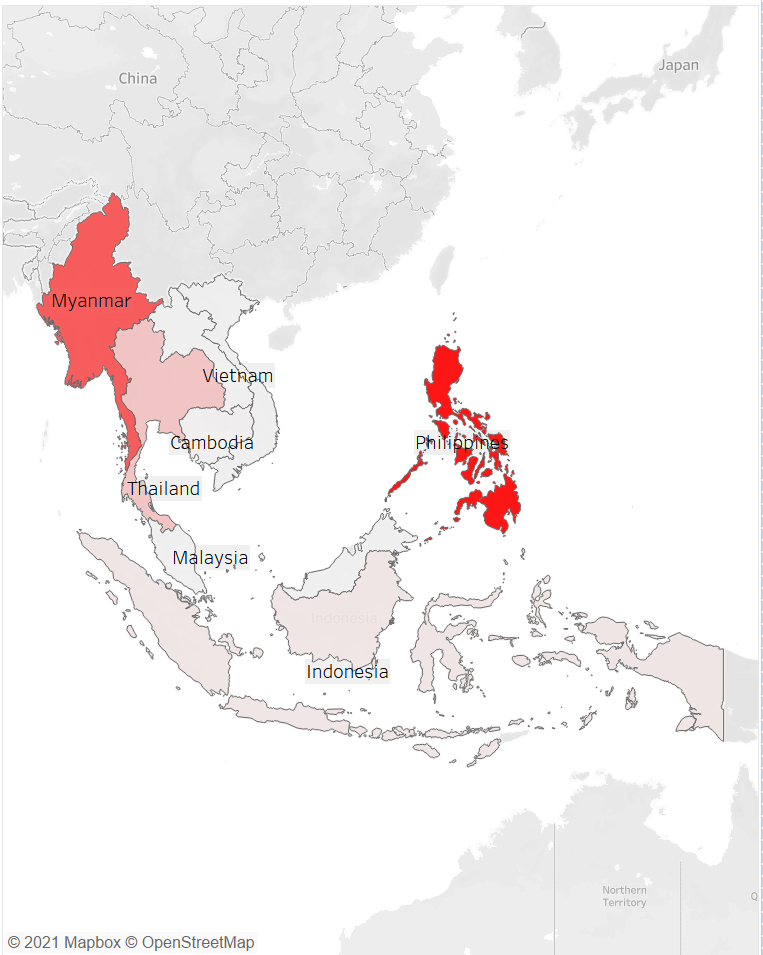 China
Japan
Myanmar
Vietnam
Cambodia
Philippines
Thailand
Malaysia
Indonesia
Indonesia
Northern
Territory
Q
© 2021 Mapbox © OpenStreetMap